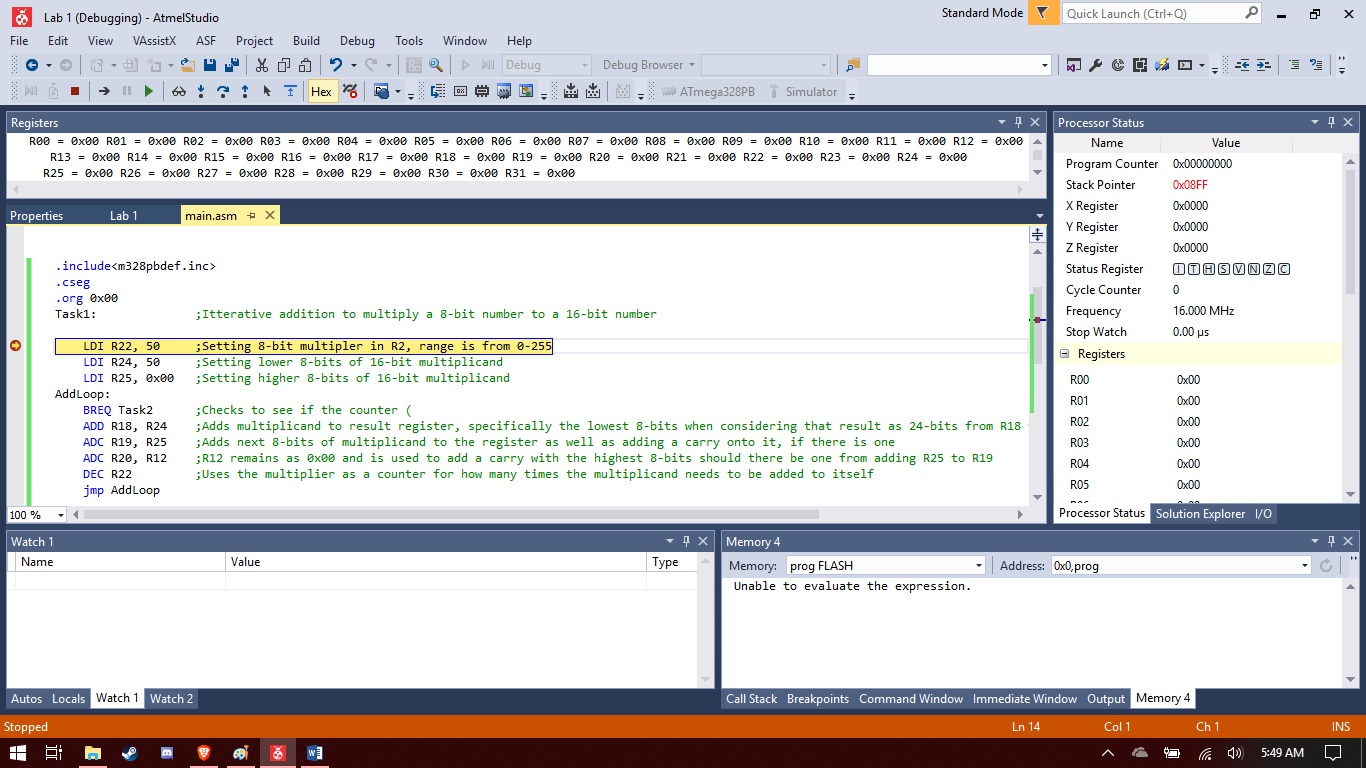 Lab 1 (Debugging) - AtmelStudio
Standard Mode
Quick Launch (Ctrl+Q)
File Edit View VAssistX ASF Project Build Debug Tools Window Help
Debug Debug Browser
Hex ATmega328PB Simulator
Registers
R00 = 0x00 R01 = 0x00 R02 = 0x00 R03 = 0x00 R04 = 0x00 R05 = 0x00 R06 = 0x00 R07 = 0x00 R08 = 0x00 R09 = 0x00 R10 = 0x00 R11 = 0x00 R12 = 0x00
R13 = 0x00 R14 = 0x00 R15 = 0x00 R16 = 0x00 R17 = 0x00 R18 = 0x00 R19 = 0x00 R20 = 0x00 R21 = 0x00 R22 = 0x00 R23 = 0x00 R24 = 0x00
R25 = 0x00 R26 = 0x00 R27 = 0x00 R28 = 0x00 R29 = 0x00 R30 = 0x00 R31 = 0x00
Properties Lab 1 main.asm
.include<m328pbdef.inc>
.cseg
.org 0x00
Task1: ;Itterative addition to multiply a 8-bit number to a 16-bit number
LDI R22, 50 ;Setting 8-bit multipler in R2, range is from 0-255
LDI R24, 50 ;Setting lower 8-bits of 16-bit multiplicand
LDI R25, 0x00 ;Setting higher 8-bits of 16-bit multiplicand
AddLoop:
BREQ Task2 ;Checks to see if the counter (
ADD R18, R24 ;Adds multiplicand to result register, specifically the lowest 8-bits when considering that result as 24-bits from R18
ADC R19, R25 ;Adds next 8-bits of multiplicand to the register as well as adding a carry onto it, if there is one
ADC R20, R12 ;R12 remains as 0x00 and is used to add a carry with the highest 8-bits should there be one from adding R25 to R19
DEC R22 ;Uses the multiplier as a counter for how many times the multiplicand needs to be added to itself
jmp AddLoop
100 %
Processor Status
Name Value
Program Counter 0x00000000
Stack Pointer 0x08FF
X Register 0x0000
Y Register 0x0000
Z Register 0x0000
Status Register I T H S V N Z C
Cycle Counter 0
Frequency 16.000 MHz
Stop Watch 0.00 µs
Registers
R00 0x00
R01 0x00
R02 0x00
R03 0x00
R04 0x00
R05 0x00
Processor Status Solution Explorer I/O
Watch 1
Name Value Type
Autos Locals Watch 1 Watch 2
Memory 4
Memory: prog FLASH Address: 0x0,prog
Unable to evaluate the expression.
Call Stack Breakpoints Command Window Immediate Window Output Memory 4
Stopped Ln 14 Col 1 Ch 1 INS
5:49 AM